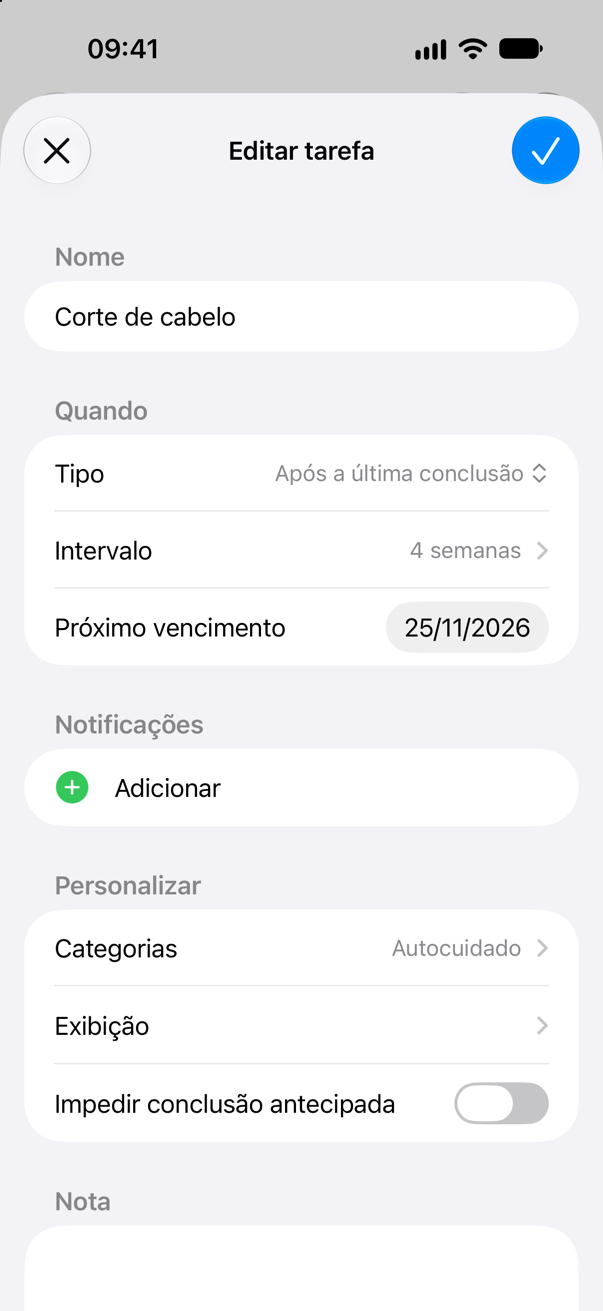 09:41
Editar tarefa
Nome
Corte de cabelo
Quando
Tipo Após a última conclusão
Intervalo 4 semanas
Próximo vencimento 25/11/2026
Notificações
Adicionar
Personalizar
Categorias Autocuidado
Exibição
Impedir conclusão antecipada
Nota